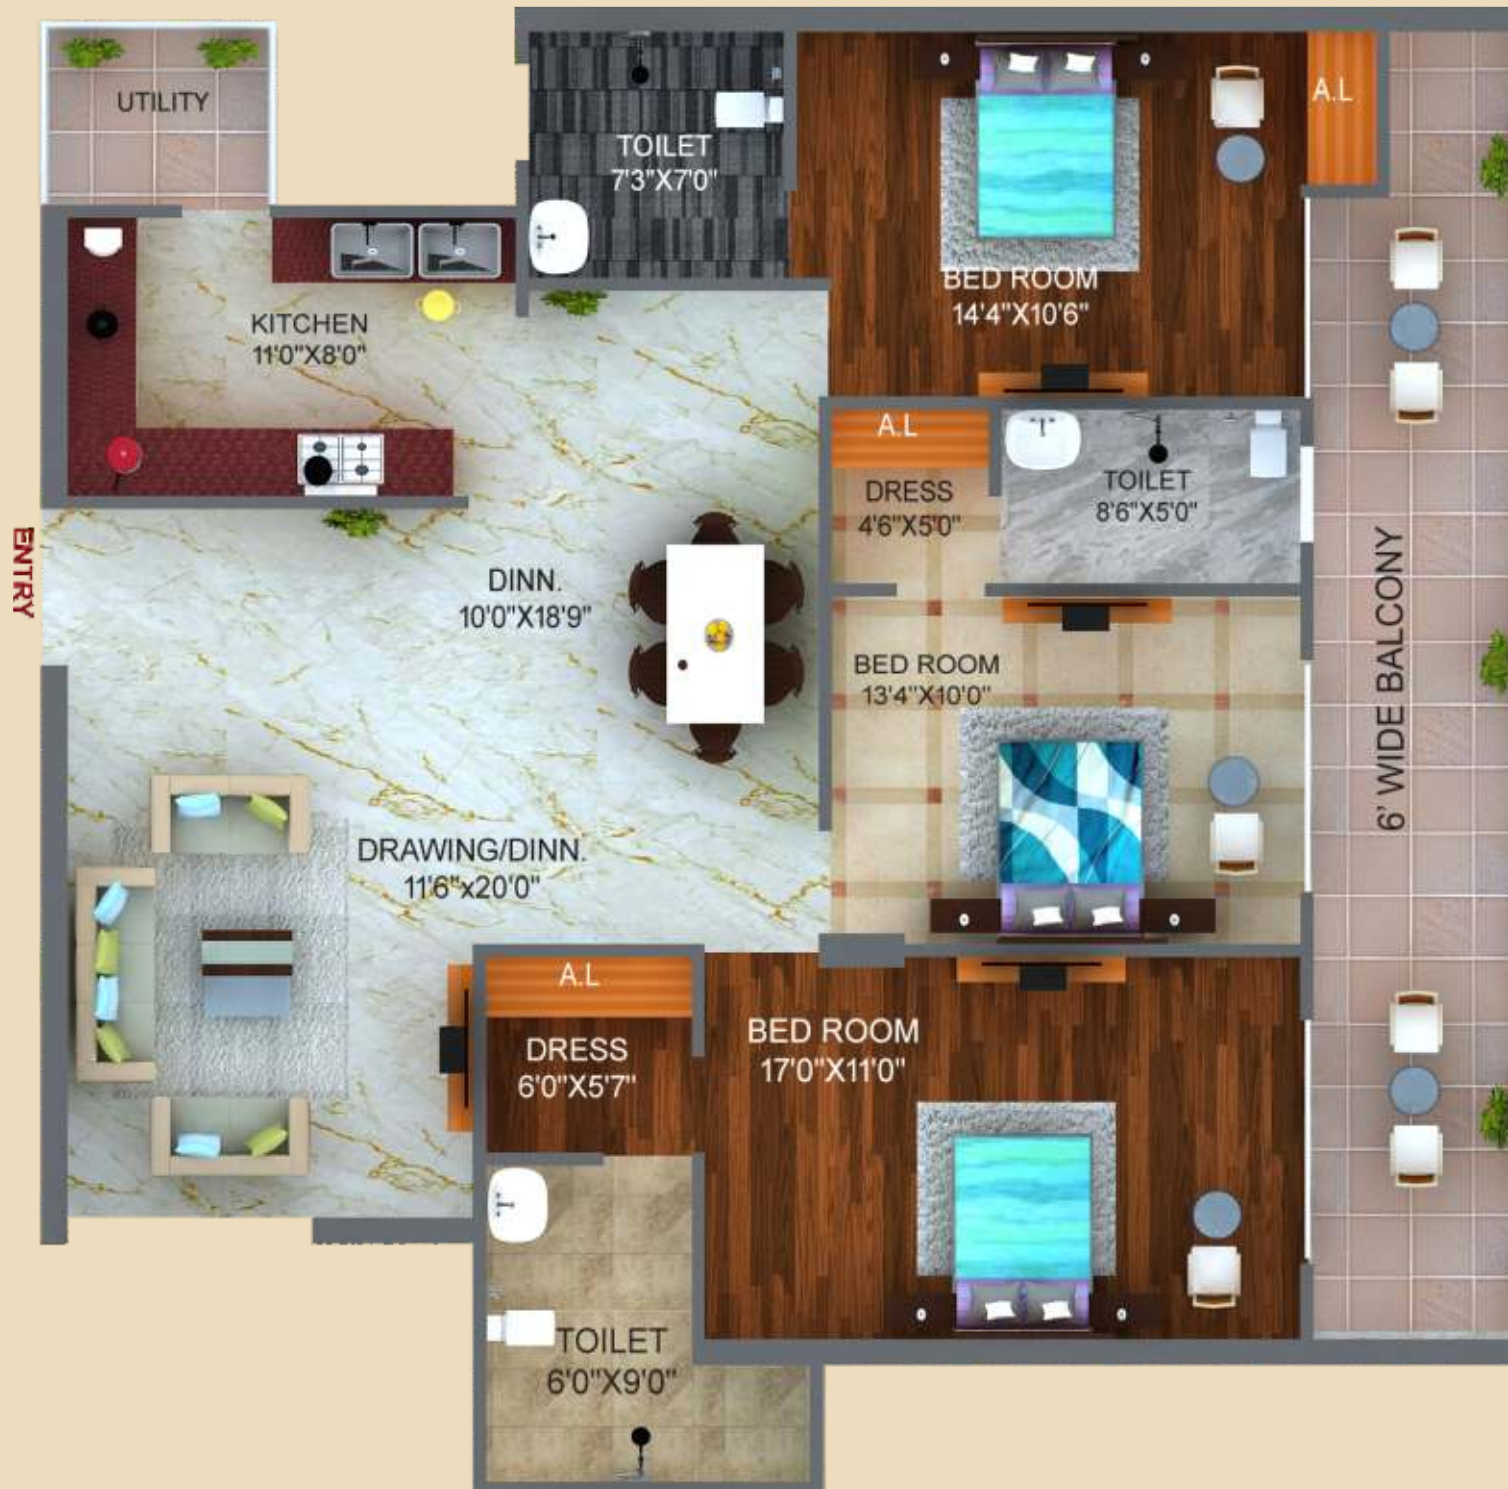 UTILITY
TOILET
7'3"X7'0"
A.L
BED ROOM
14'4"X10'6"
KITCHEN
11'0"X8'0"
A.L
DRESS
4'6"X5'0"
TOILET
8'6"X5'0"
ENTRY
DINN.
10'0"X18'9"
BED ROOM
13'4"X10'0"
6' WIDE BALCONY
DRAWING/DINN.
11'6"x20'0"
A.L
DRESS
6'0"X5'7"
BED ROOM
17'0"X11'0"
TOILET
6'0"X9'0"